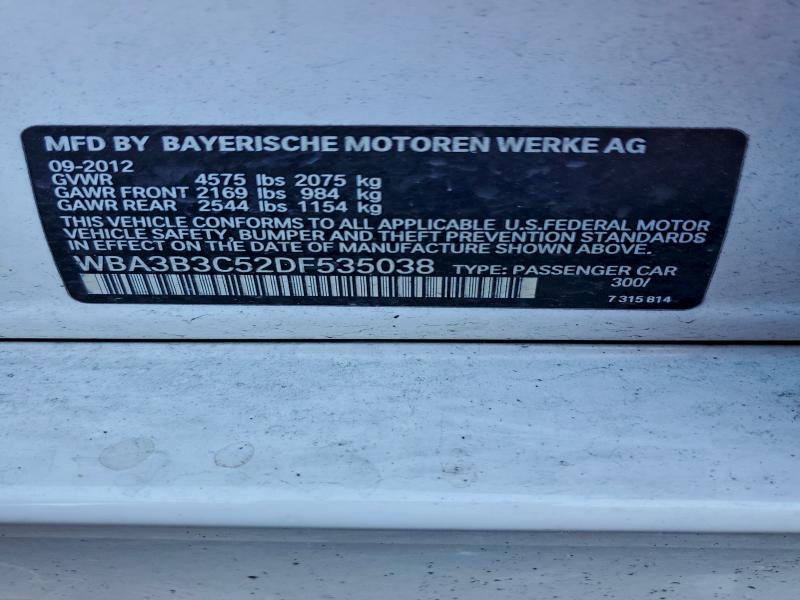 MFD BY BAYERISCHE MOTOREN WERKE AG
09-2012
GVWR 4575 lbs 2075 kg
GAWR FRONT 2169 lbs 984 kg
GAWR REAR 2544 lbs 1154 kg
THIS VEHICLE CONFORMS TO ALL APPLICABLE U.S.FEDERAL MOTOR
VEHICLE SAFETY, BUMPER AND THEFT PREVENTION STANDARDS
IN EFFECT ON THE DATE OF MANUFACTURE SHOWN ABOVE.
WBA3B3C52DF535038 TYPE: PASSENGER CAR
300/
7 315 814